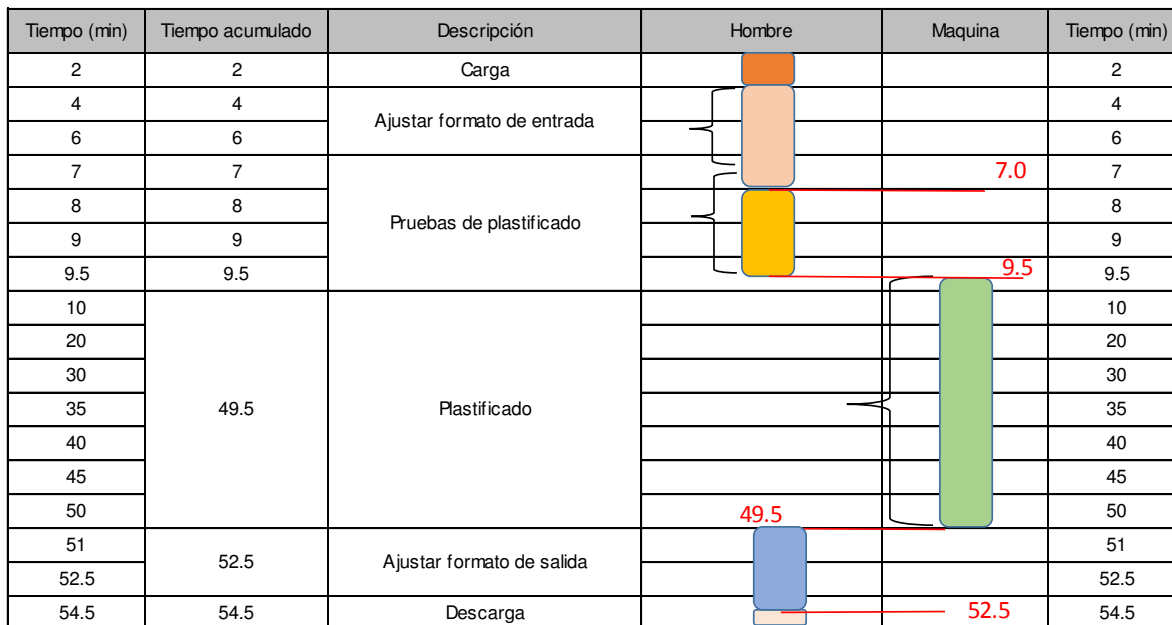 Tiempo (min) Tiempo acumulado Descripción Hombre Maquina Tiempo (min)
2 2 Carga 2
4 4 Ajustar formato de entrada 4
6 6 6
7 7 Pruebas de plastificado 7.0 7
8 8 8
9 9 9
9.5 9.5 9.5 9.5
10 49.5 Plastificado 10
20 20
30 30
35 35
40 40
45 45
50 49.5 50
51 52.5 Ajustar formato de salida 51
52.5 52.5
54.5 54.5 Descarga 52.5 54.5